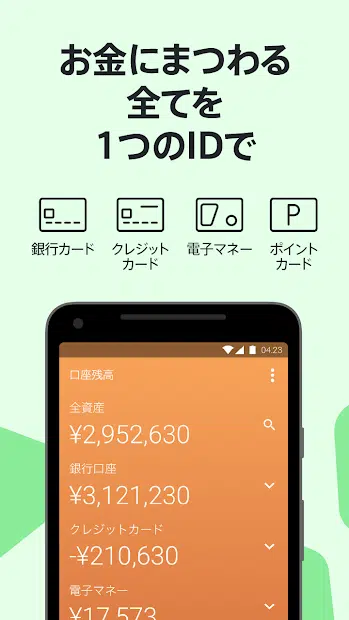 お金にまつわる
全てを
1つのIDで
銀行カード
クレジット
カード
電子マネー
P
ポイント
カード
04:23
口座残高
全資産
¥2,952,630
銀行口座
¥3,121,230
クレジットカード
-¥210,630
電子マネー
¥17,573